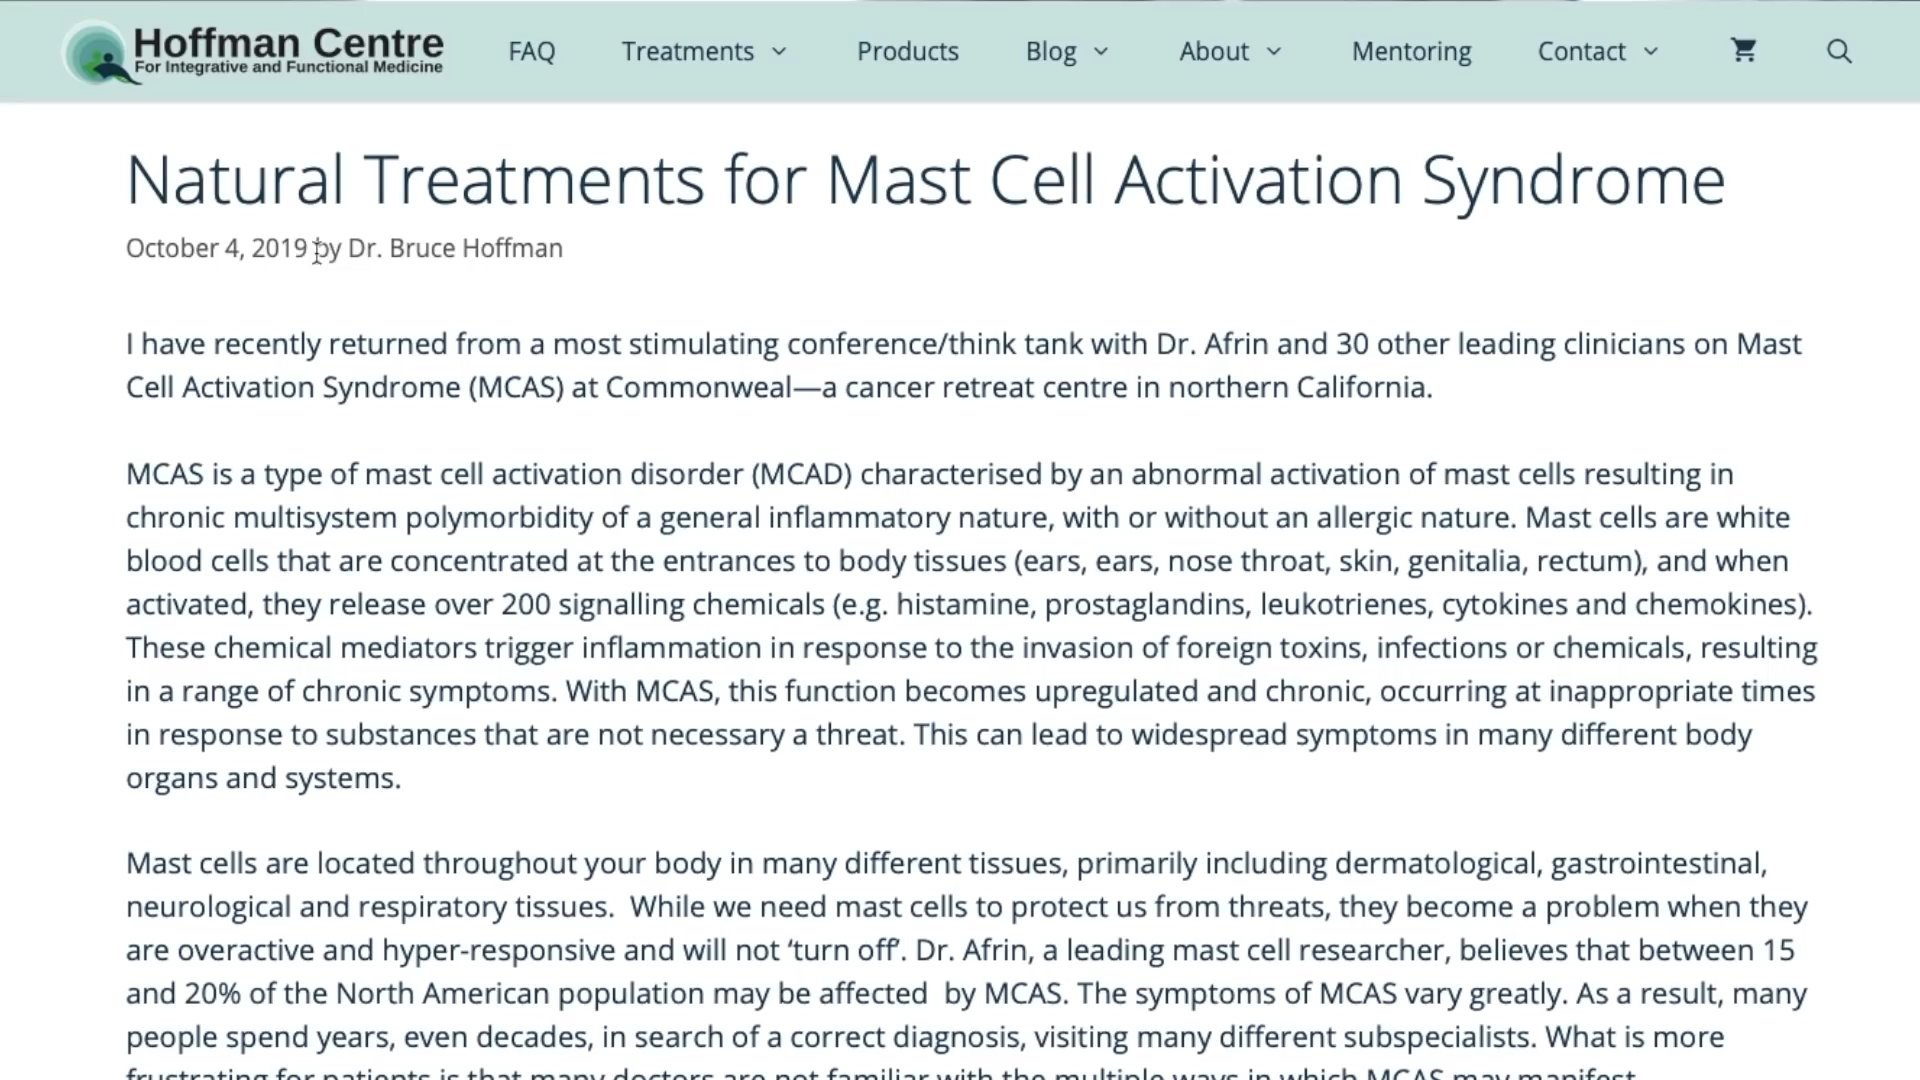 Hoffman Centre
For Integrative and Functional Medicine
FAQ Treatments Products Blog About Mentoring Contact
Natural Treatments for Mast Cell Activation Syndrome
October 4, 2019 by Dr. Bruce Hoffman
I have recently returned from a most stimulating conference/think tank with Dr. Afrin and 30 other leading clinicians on Mast
Cell Activation Syndrome (MCAS) at Commonweal—a cancer retreat centre in northern California.
MCAS is a type of mast cell activation disorder (MCAD) characterised by an abnormal activation of mast cells resulting in
chronic multisystem polymorbidity of a general inflammatory nature, with or without an allergic nature. Mast cells are white
blood cells that are concentrated at the entrances to body tissues (ears, ears, nose throat, skin, genitalia, rectum), and when
activated, they release over 200 signalling chemicals (e.g. histamine, prostaglandins, leukotrienes, cytokines and chemokines).
These chemical mediators trigger inflammation in response to the invasion of foreign toxins, infections or chemicals, resulting
in a range of chronic symptoms. With MCAS, this function becomes upregulated and chronic, occurring at inappropriate times
in response to substances that are not necessary a threat. This can lead to widespread symptoms in many different body
organs and systems.
Mast cells are located throughout your body in many different tissues, primarily including dermatological, gastrointestinal,
neurological and respiratory tissues.  While we need mast cells to protect us from threats, they become a problem when they
are overactive and hyper-responsive and will not ‘turn off’. Dr. Afrin, a leading mast cell researcher, believes that between 15
and 20% of the North American population may be affected  by MCAS. The symptoms of MCAS vary greatly. As a result, many
people spend years, even decades, in search of a correct diagnosis, visiting many different subspecialists. What is more
frustrating for patients is that many doctors are not familiar with the multiple ways in which MCAS may manifest.